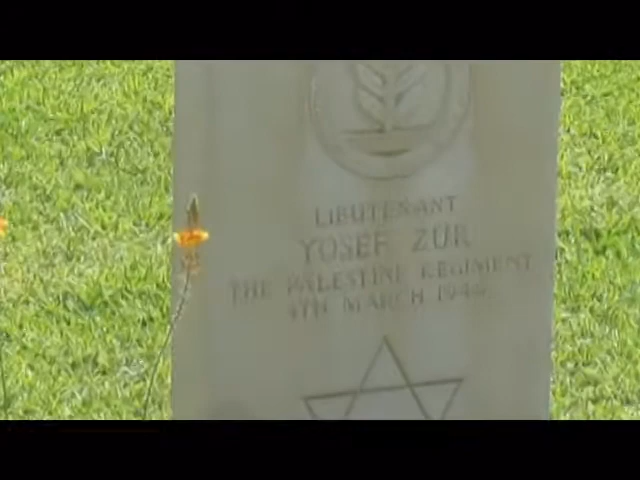 LIEUTENANT
YOSEF ZUR
THE PALESTINE REGIMENT
4TH MARCH